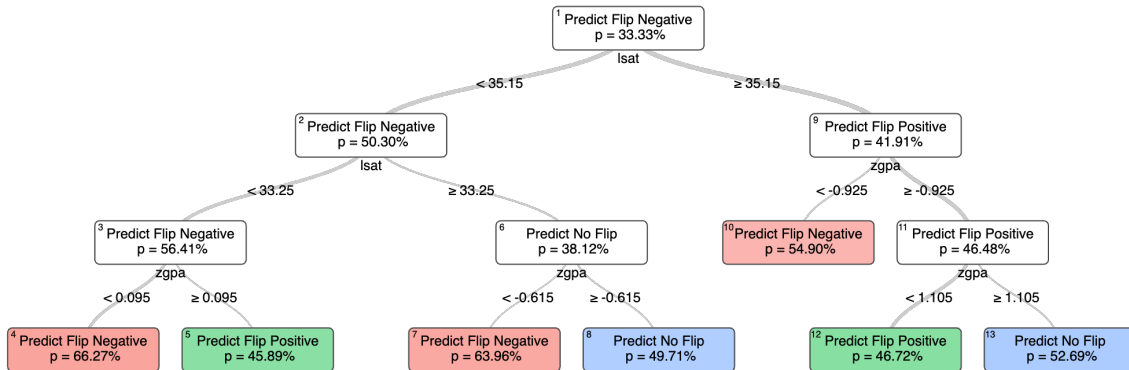 1 Predict Flip Negative
p = 33.33%
lsat
< 35.15
≥ 35.15
2 Predict Flip Negative
p = 50.30%
lsat
9 Predict Flip Positive
p = 41.91%
zgpa
< 33.25
≥ 33.25
< -0.925
≥ -0.925
3 Predict Flip Negative
p = 56.41%
zgpa
6 Predict No Flip
p = 38.12%
zgpa
10 Predict Flip Negative
p = 54.90%
11 Predict Flip Positive
p = 46.48%
zgpa
< 0.095
≥ 0.095
< -0.615
≥ -0.615
< 1.105
≥ 1.105
4 Predict Flip Negative
p = 66.27%
5 Predict Flip Positive
p = 45.89%
7 Predict Flip Negative
p = 63.96%
8 Predict No Flip
p = 49.71%
12 Predict Flip Positive
p = 46.72%
13 Predict No Flip
p = 52.69%